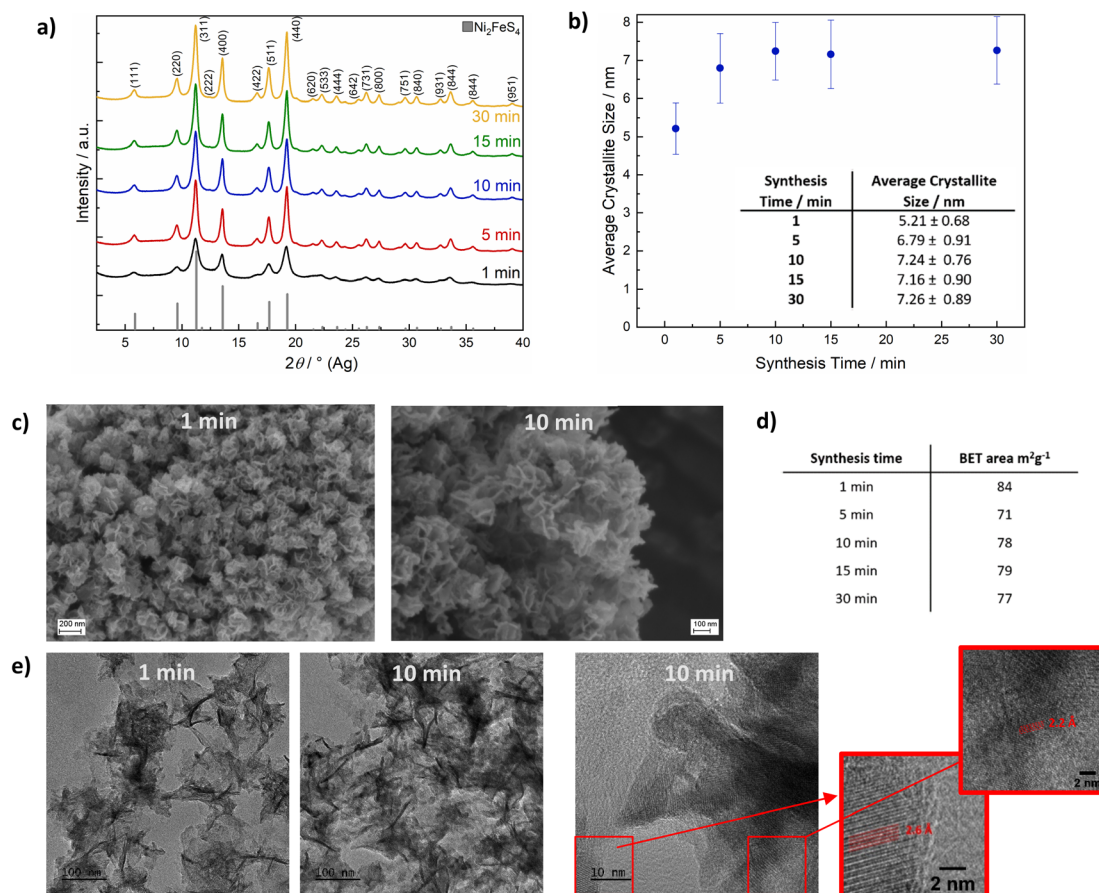 a)
Ni₂FeS₄
(111)
(220)
(311)
(222)
(400)
(422)
(511)
(440)
(620)
(533)
(444)
(642)
(731)
(800)
(751)
(840)
(931)
(844)
(844)
(951)
30 min
15 min
10 min
5 min
1 min
Intensity / a.u.
5 10 15 20 25 30 35 40
2θ / ° (Ag)
b)
8
7
6
5
4
3
2
1
0
Average Crystallite Size / nm
0 5 10 15 20 25 30
Synthesis Time / min
Synthesis Time / min Average Crystallite Size / nm
1 5.21 ± 0.68
5 6.79 ± 0.91
10 7.24 ± 0.76
15 7.16 ± 0.90
30 7.26 ± 0.89
c)
1 min
200 nm
10 min
100 nm
d)
Synthesis time BET area m²g⁻¹
1 min 84
5 min 71
10 min 78
15 min 79
30 min 77
e)
1 min
100 nm
10 min
100 nm
10 min
10 nm
2.2 Å
2 nm
2 nm